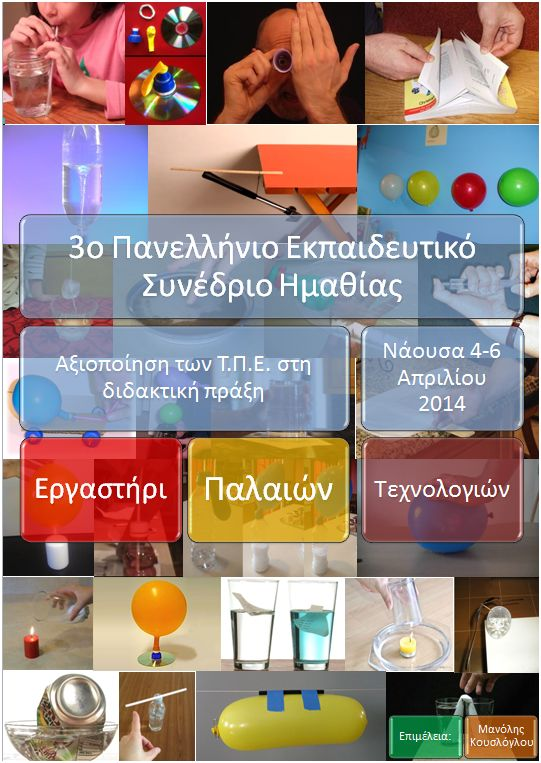 3ο Πανελλήνιο Εκπαιδευτικό
Συνέδριο Ημαθίας
Αξιοποίηση των Τ.Π.Ε. στη
διδακτική πράξη
Νάουσα 4-6
Απριλίου
2014
Εργαστήρι
Παλαιών
Τεχνολογιών
Επιμέλεια:
Μανόλης
Κουσλόγλου